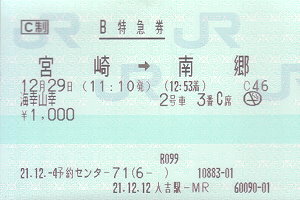 C制 B 特急券
宮崎 → 南郷
12月29日 (11:10発) (12:53着) C46
海幸山幸 2号車 3番C席
￥1,000
R099
21.12.-4予約センター71(6- ) 10883-01
21.12.12 人吉駅-MR 60090-01